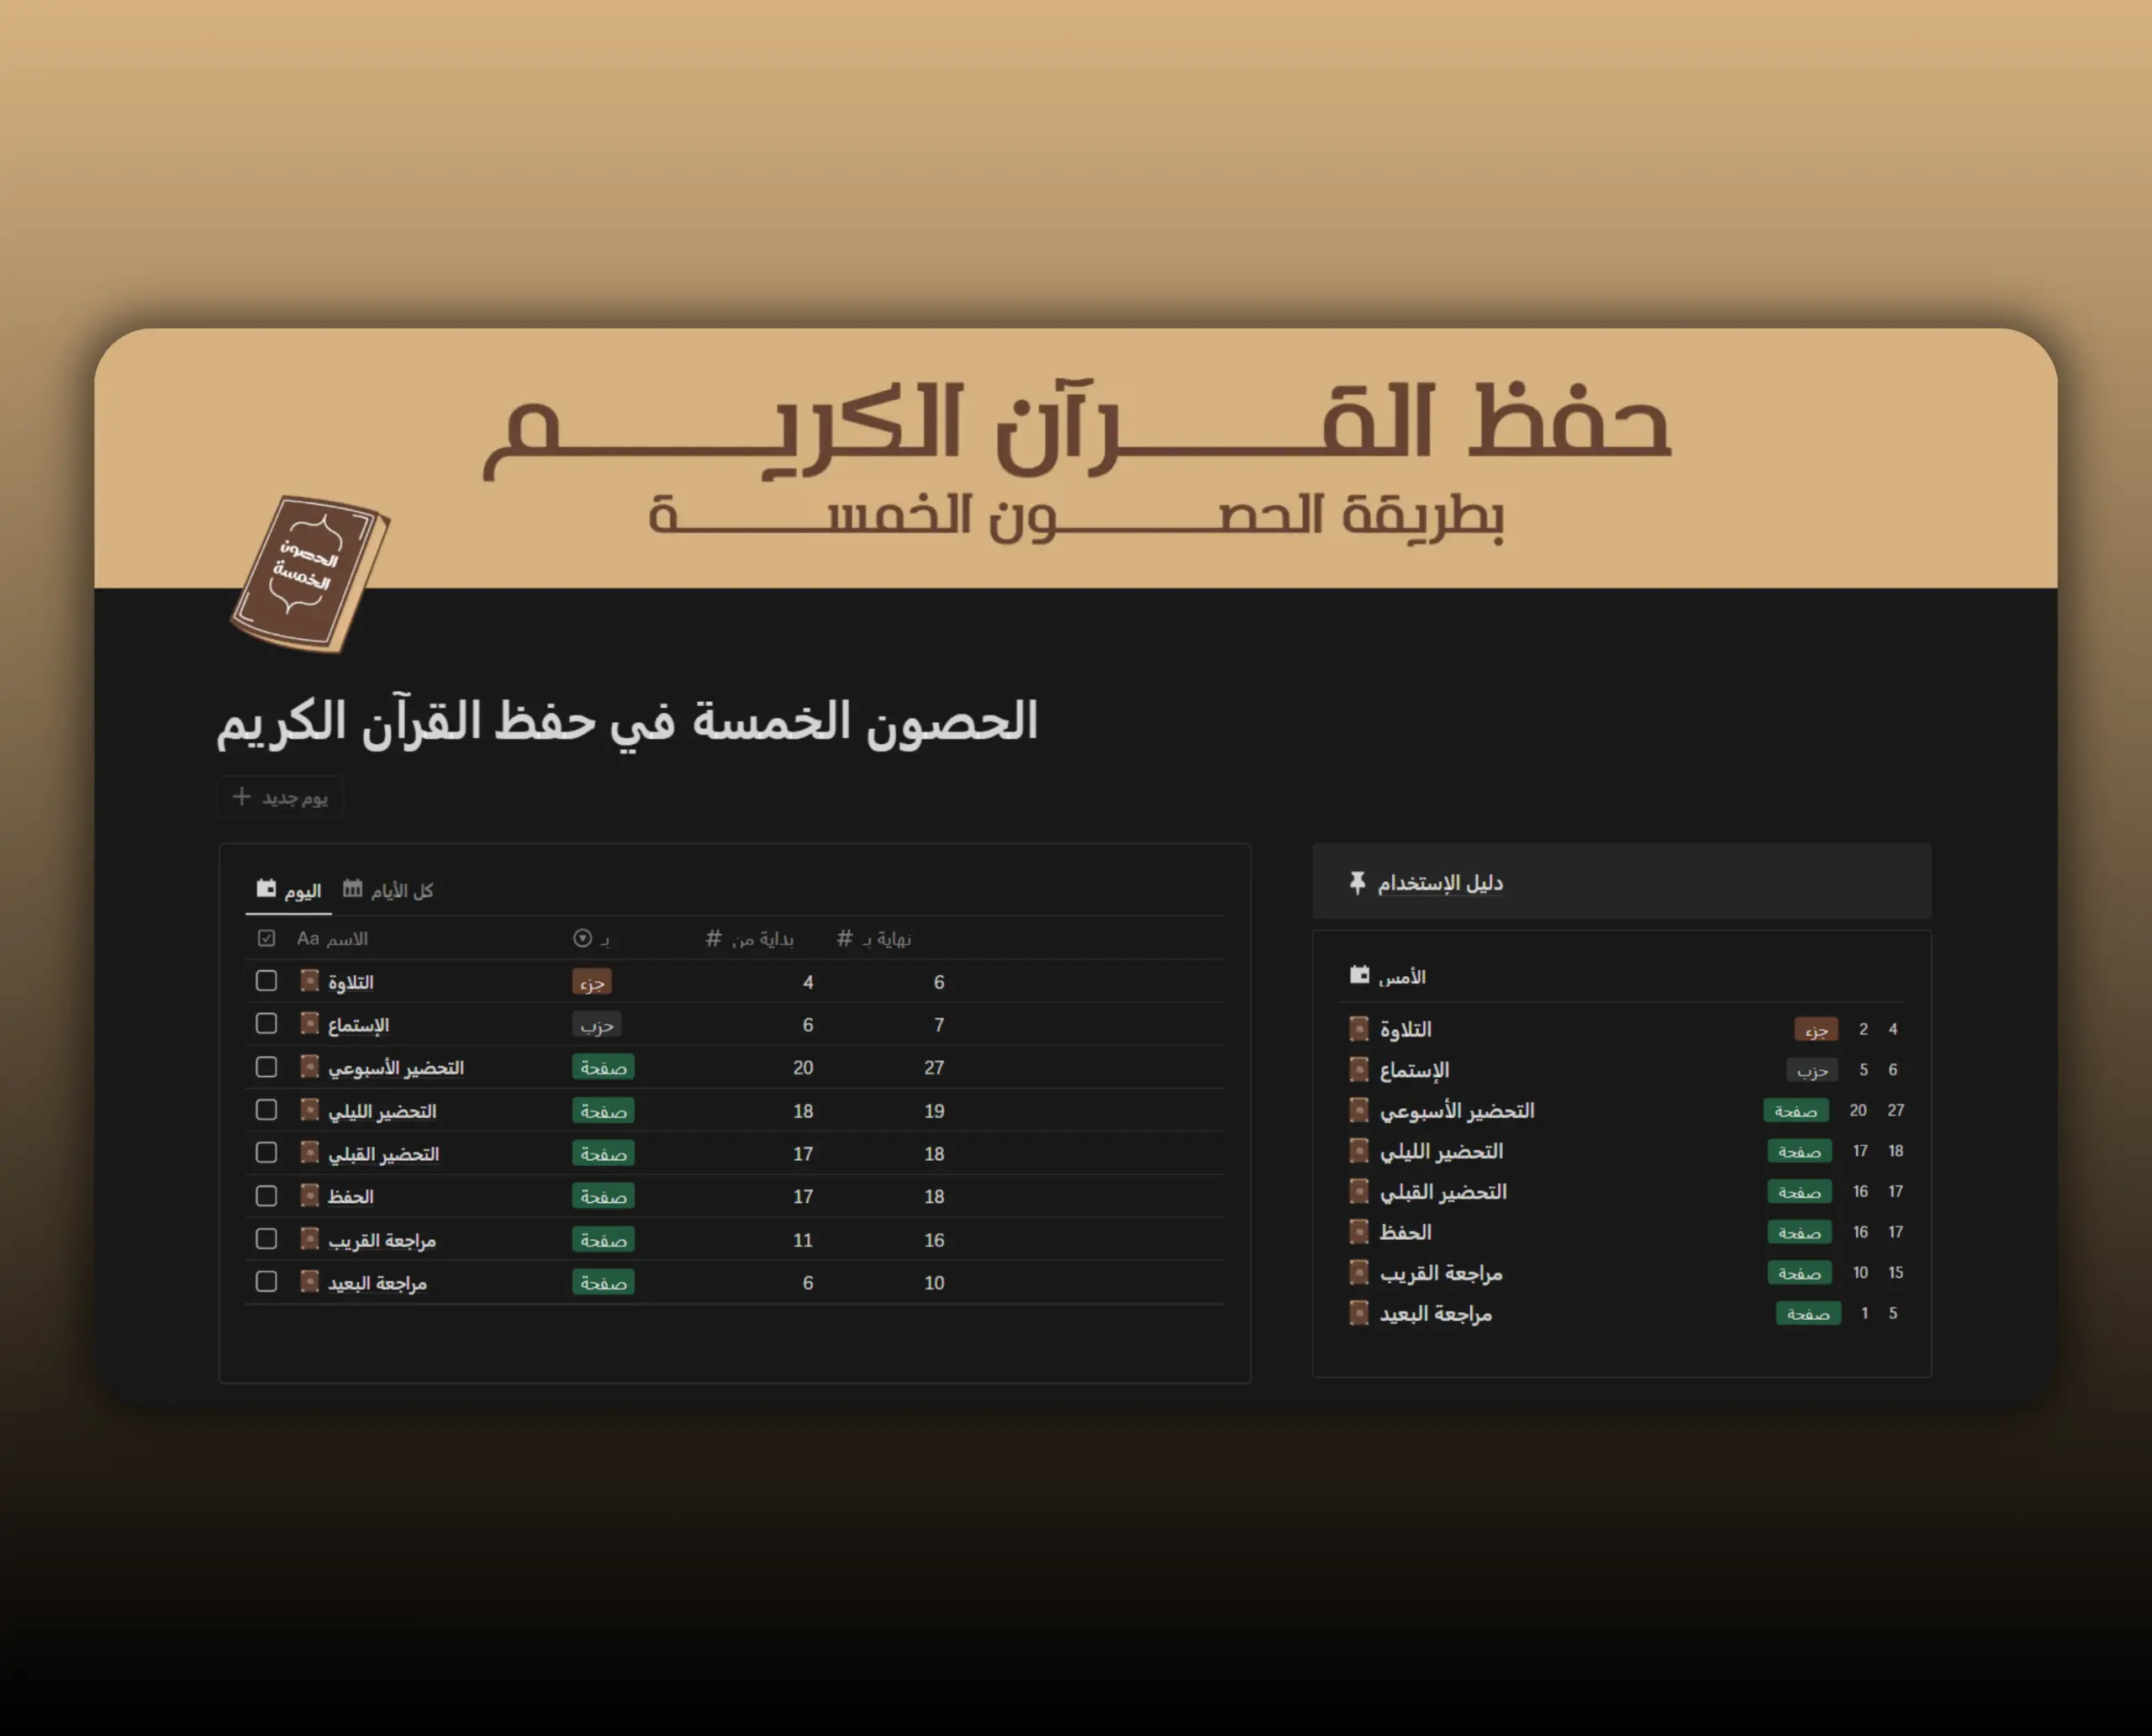 حفظ القـــــرآن الكريـــــــم
بطريقة الحصـــــــون الخمســـــــة
الحصون
الخمسة
الحصون الخمسة في حفظ القرآن الكريم
+ يوم جديد
اليوم كل الأيام
Aa الاسم بـ # بداية من # نهاية بـ
التلاوة جزء 4 6
الإستماع حزب 6 7
التحضير الأسبوعي صفحة 20 27
التحضير الليلي صفحة 18 19
التحضير القبلي صفحة 17 18
الحفظ صفحة 17 18
مراجعة القريب صفحة 11 16
مراجعة البعيد صفحة 6 10
دليل الإستخدام
الأمس
التلاوة جزء 2 4
الإستماع حزب 5 6
التحضير الأسبوعي صفحة 20 27
التحضير الليلي صفحة 17 18
التحضير القبلي صفحة 16 17
الحفظ صفحة 16 17
مراجعة القريب صفحة 10 15
مراجعة البعيد صفحة 1 5